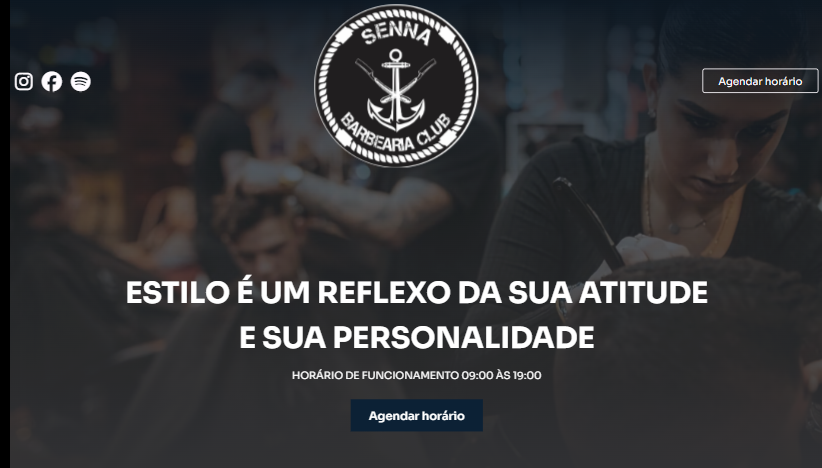 SENNA
BARBEARIA CLUB
Agendar horário
ESTILO É UM REFLEXO DA SUA ATITUDE
E SUA PERSONALIDADE
HORÁRIO DE FUNCIONAMENTO 09:00 ÀS 19:00
Agendar horário